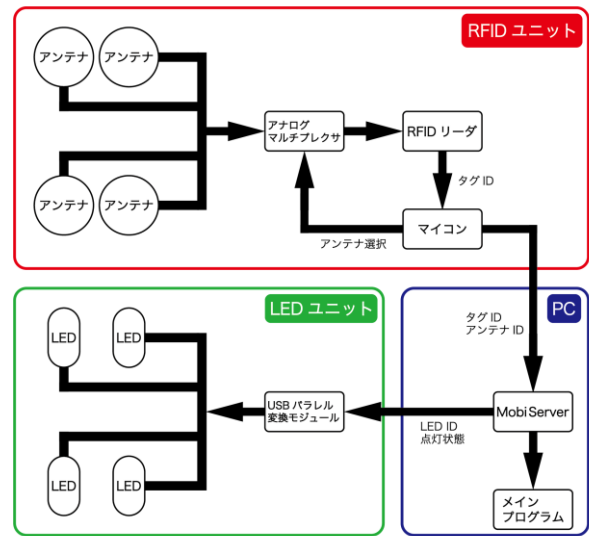 RFID ユニット
アンテナ
アンテナ
アナログ
マルチプレクサ
RFID リーダ
タグ ID
アンテナ
アンテナ
マイコン
アンテナ選択
LED ユニット
PC
タグ ID
アンテナ ID
LED
LED
USB パラレル
変換モジュール
MobiServer
LED ID
点灯状態
LED
LED
メイン
プログラム